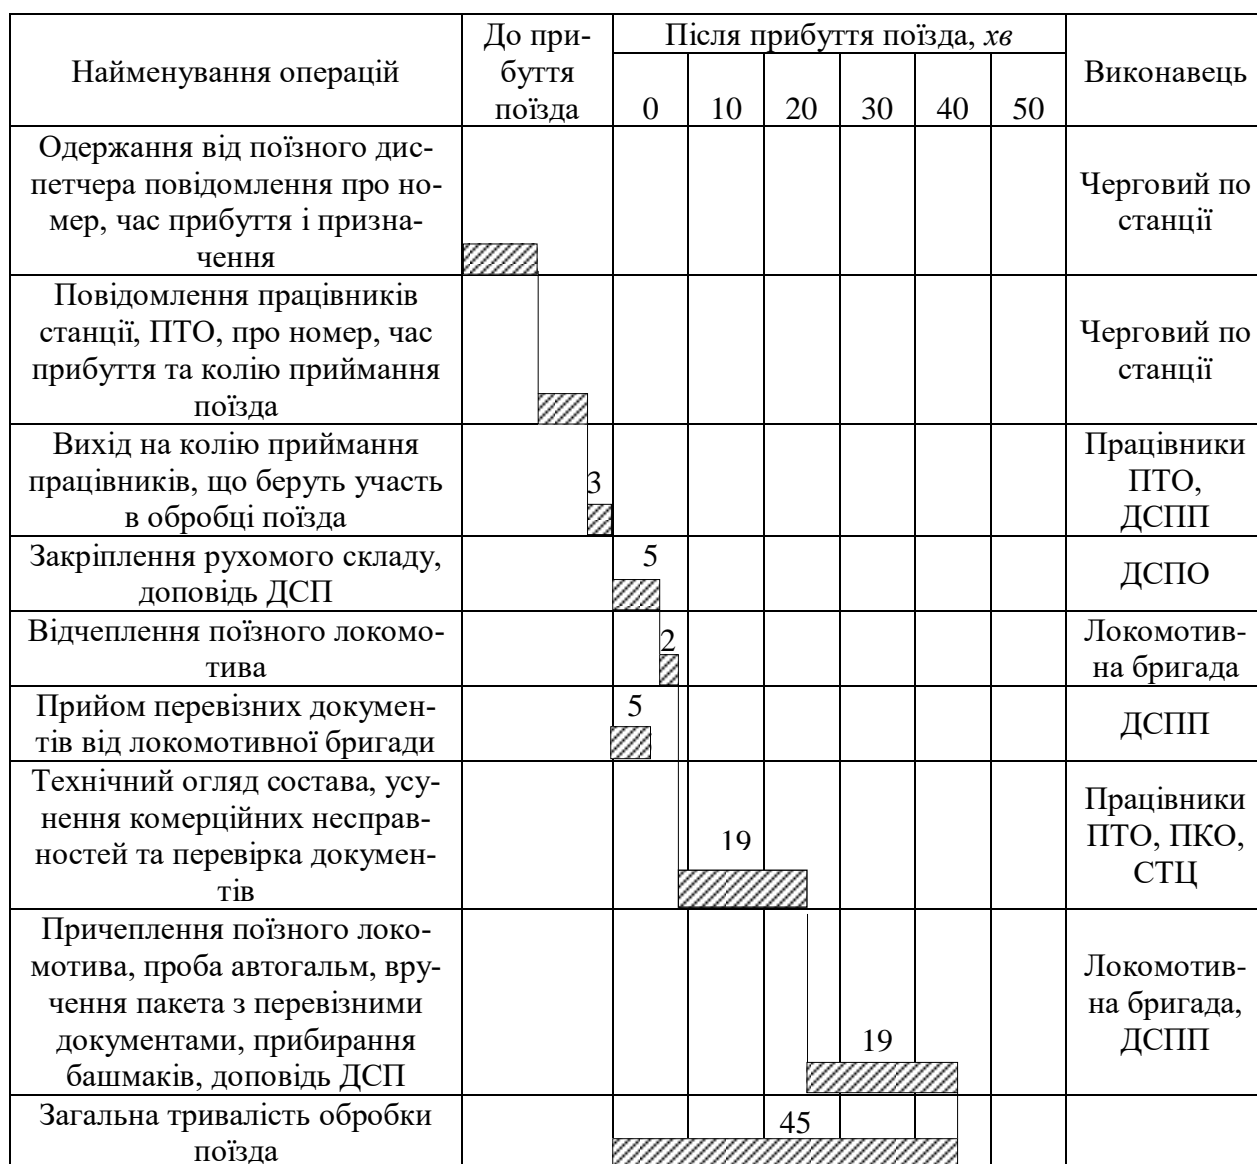 Найменування операцій
До при-
буття
поїзда
Після прибуття поїзда, хв
0 10 20 30 40 50
Виконавець
Одержання від поїзного дис-
петчера повідомлення про но-
мер, час прибуття і призна-
чення
Черговий по
станції
Повідомлення працівників
станції, ПТО, про номер, час
прибуття та колію приймання
поїзда
Черговий по
станції
Вихід на колію приймання
працівників, що беруть участь
в обробці поїзда
3
Працівники
ПТО,
ДСПП
Закріплення рухомого складу,
доповідь ДСП
5
ДСПО
Відчеплення поїзного локомо-
тива
2
Локомотив-
на бригада
Прийом перевізних докумен-
тів від локомотивної бригади
5
ДСПП
Технічний огляд состава, усу-
нення комерційних несправ-
ностей та перевірка докумен-
тів
19
Працівники
ПТО, ПКО,
СТЦ
Причеплення поїзного локо-
мотива, проба автогальм, вру-
чення пакета з перевізними
документами, прибирання
башмаків, доповідь ДСП
19
Локомотив-
на бригада,
ДСПП
Загальна тривалість обробки
поїзда
45